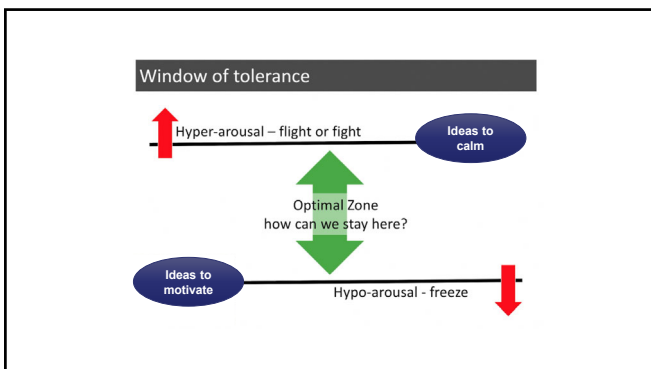 Window of tolerance
Hyper-arousal – flight or fight
Ideas to
calm
Optimal Zone
how can we stay here?
Ideas to
motivate
Hypo-arousal - freeze